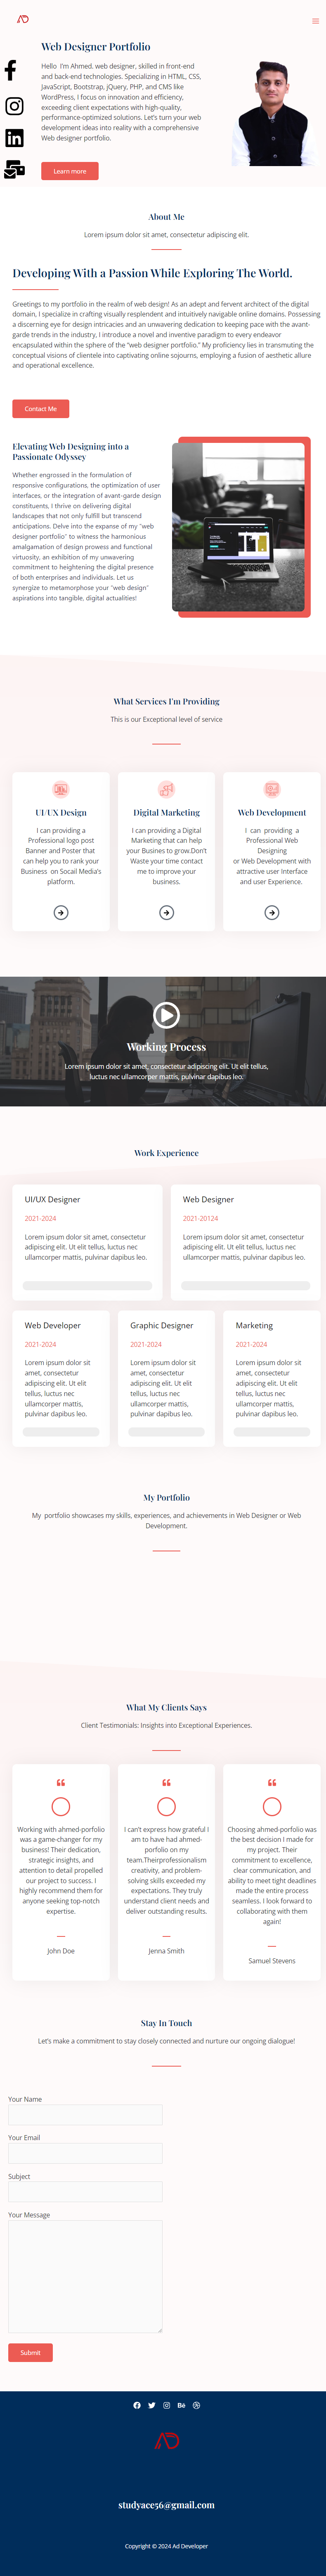 AD
Web Designer Portfolio
Hello  I'm Ahmed. web designer, skilled in front-end
and back-end technologies. Specializing in HTML, CSS,
JavaScript, Bootstrap, jQuery, PHP, and CMS like
WordPress, I focus on innovation and efficiency,
exceeding client expectations with high-quality,
performance-optimized solutions. Let's turn your web
development ideas into reality with a comprehensive
Web designer portfolio.
Learn more
About Me
Lorem ipsum dolor sit amet, consectetur adipiscing elit.
Developing With a Passion While Exploring The World.
Greetings to my portfolio in the realm of web design! As an adept and fervent architect of the digital
domain, I specialize in crafting visually resplendent and intuitively navigable online domains. Possessing
a discerning eye for design intricacies and an unwavering dedication to keeping pace with the avant-
garde trends in the industry, I introduce a novel and inventive paradigm to every endeavor
encapsulated within the sphere of the "web designer portfolio." My proficiency lies in transmuting the
conceptual visions of clientele into captivating online sojourns, employing a fusion of aesthetic allure
and operational excellence.
Contact Me
Elevating Web Designing into a
Passionate Odyssey
Whether engrossed in the formulation of
responsive configurations, the optimization of user
interfaces, or the integration of avant-garde design
constituents, I thrive on delivering digital
landscapes that not only fulfill but transcend
anticipations. Delve into the expanse of my "web
designer portfolio" to witness the harmonious
amalgamation of design prowess and functional
virtuosity, an exhibition of my unwavering
commitment to heightening the digital presence
of both enterprises and individuals. Let us
synergize to metamorphose your "web design"
aspirations into tangible, digital actualities!
What Services I'm Providing
This is our Exceptional level of service
UI/UX Design
I can providing a
Professional logo post
Banner and Poster that
can help you to rank your
Business  on Socail Media's
platform.
Digital Marketing
I can providing a Digital
Marketing that can help
your Busines to grow.Don't
Waste your time contact
me to improve your
business.
Web Development
I  can  providing  a
Professional Web
Designing
or Web Development with
attractive user Interface
and user Experience.
Working Process
Lorem ipsum dolor sit amet, consectetur adipiscing elit. Ut elit tellus,
luctus nec ullamcorper mattis, pulvinar dapibus leo.
Work Experience
UI/UX Designer
2021-2024
Lorem ipsum dolor sit amet, consectetur
adipiscing elit. Ut elit tellus, luctus nec
ullamcorper mattis, pulvinar dapibus leo.
Web Designer
2021-20124
Lorem ipsum dolor sit amet, consectetur
adipiscing elit. Ut elit tellus, luctus nec
ullamcorper mattis, pulvinar dapibus leo.
Web Developer
2021-2024
Lorem ipsum dolor sit
amet, consectetur
adipiscing elit. Ut elit
tellus, luctus nec
ullamcorper mattis,
pulvinar dapibus leo.
Graphic Designer
2021-2024
Lorem ipsum dolor sit
amet, consectetur
adipiscing elit. Ut elit
tellus, luctus nec
ullamcorper mattis,
pulvinar dapibus leo.
Marketing
2021-2024
Lorem ipsum dolor sit
amet, consectetur
adipiscing elit. Ut elit
tellus, luctus nec
ullamcorper mattis,
pulvinar dapibus leo.
My Portfolio
My  portfolio showcases my skills, experiences, and achievements in Web Designer or Web
Development.
What My Clients Says
Client Testimonials: Insights into Exceptional Experiences.
Working with ahmed-porfolio
was a game-changer for my
business! Their dedication,
strategic insights, and
attention to detail propelled
our project to success. I
highly recommend them for
anyone seeking top-notch
expertise.
John Doe
I can't express how grateful I
am to have had ahmed-
porfolio on my
team.Theirprofessionalism
creativity, and problem-
solving skills exceeded my
expectations. They truly
understand client needs and
deliver outstanding results.
Jenna Smith
Choosing ahmed-porfolio was
the best decision I made for
my project. Their
commitment to excellence,
clear communication, and
ability to meet tight deadlines
made the entire process
seamless. I look forward to
collaborating with them
again!
Samuel Stevens
Stay In Touch
Let's make a commitment to stay closely connected and nurture our ongoing dialogue!
Your Name
Your Email
Subject
Your Message
Submit
AD
studyace56@gmail.com
Copyright © 2024 Ad Developer